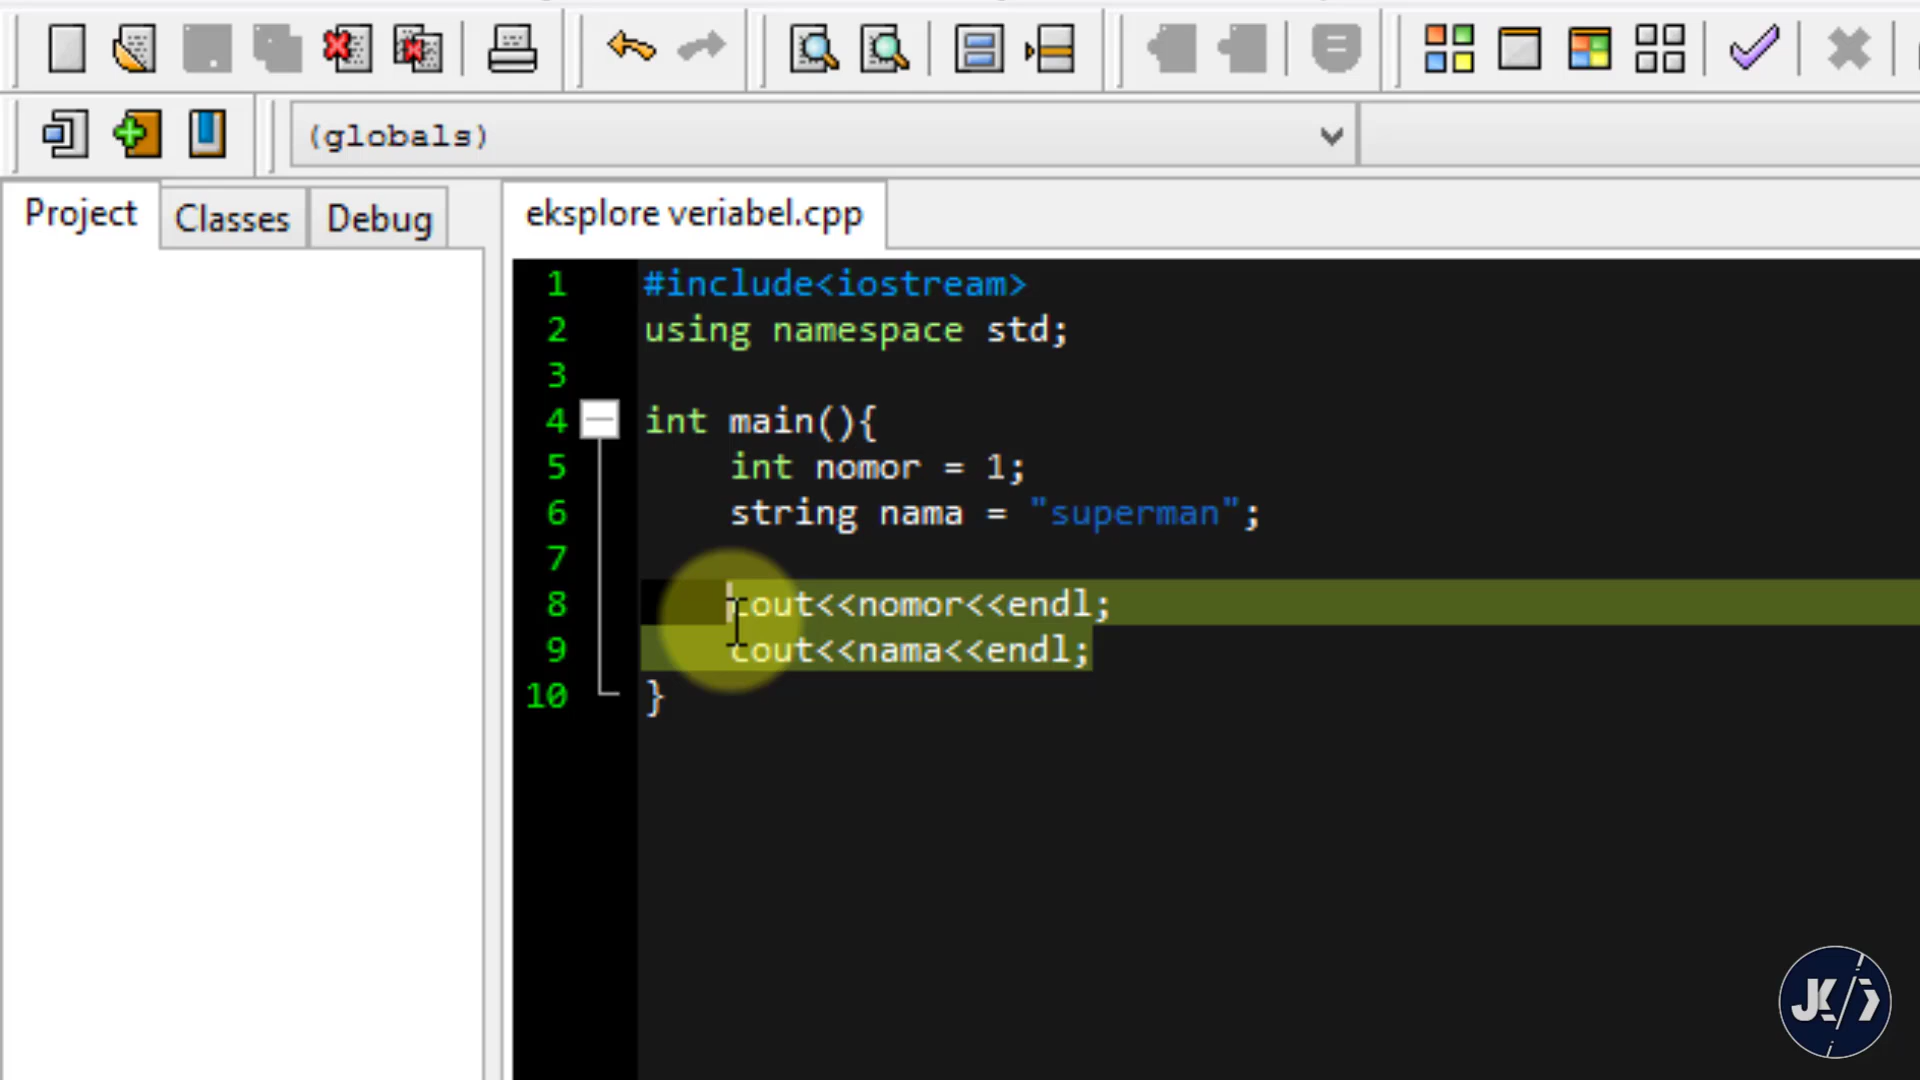 (globals)
Project Classes Debug
eksplore veriabel.cpp
1 #include<iostream>
2 using namespace std;
3
4 int main(){
5 int nomor = 1;
6 string nama = "superman";
7
8 cout<<nomor<<endl;
9 cout<<nama<<endl;
10 }
JK